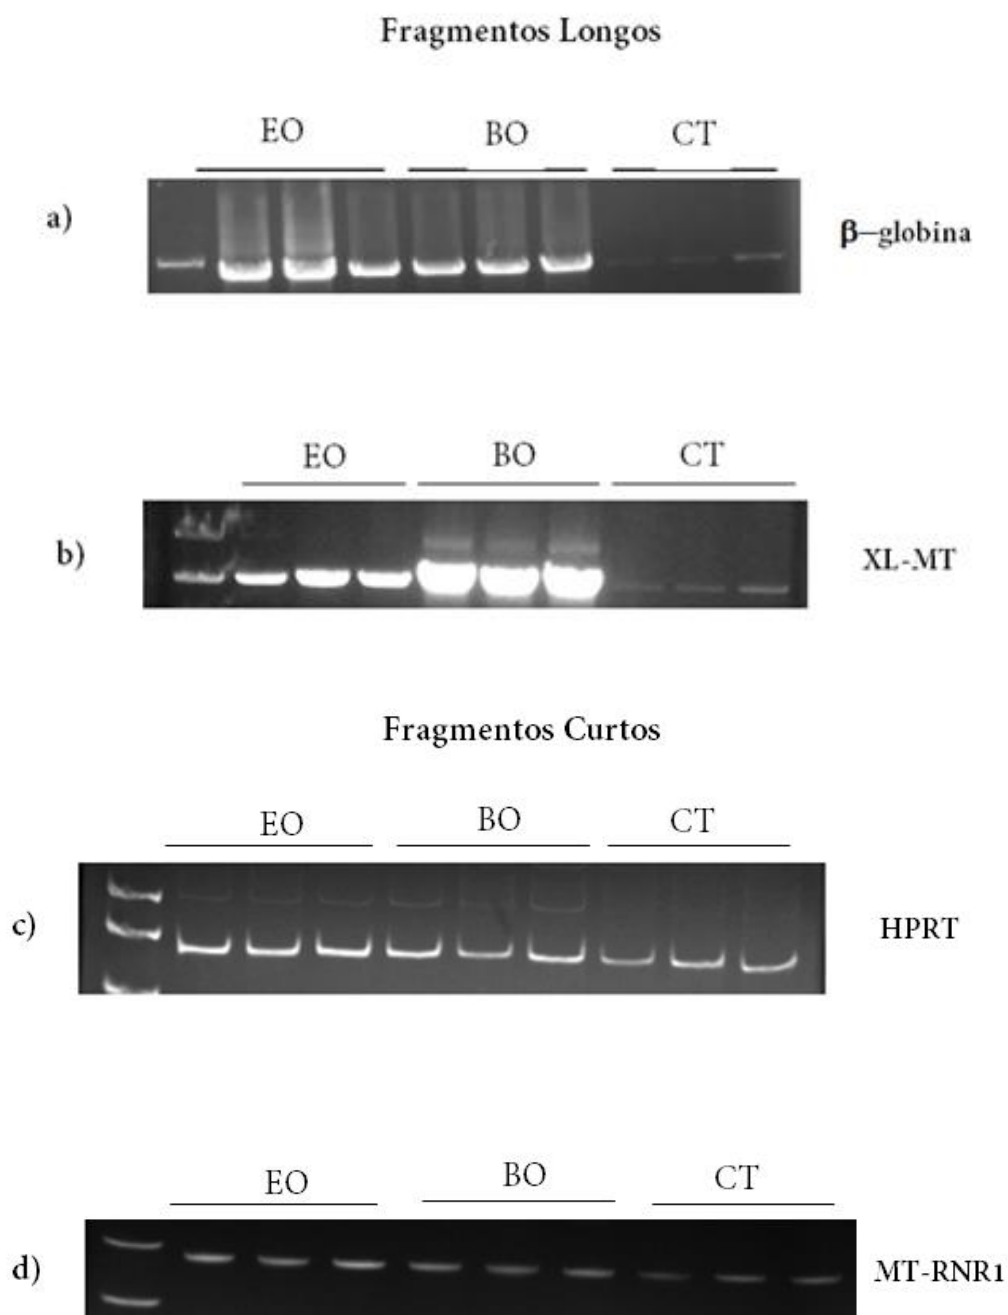 Fragmentos Longos
EO BO CT
a)
β–globina
EO BO CT
b)
XL-MT
Fragmentos Curtos
EO BO CT
c)
HPRT
EO BO CT
d)
MT-RNR1